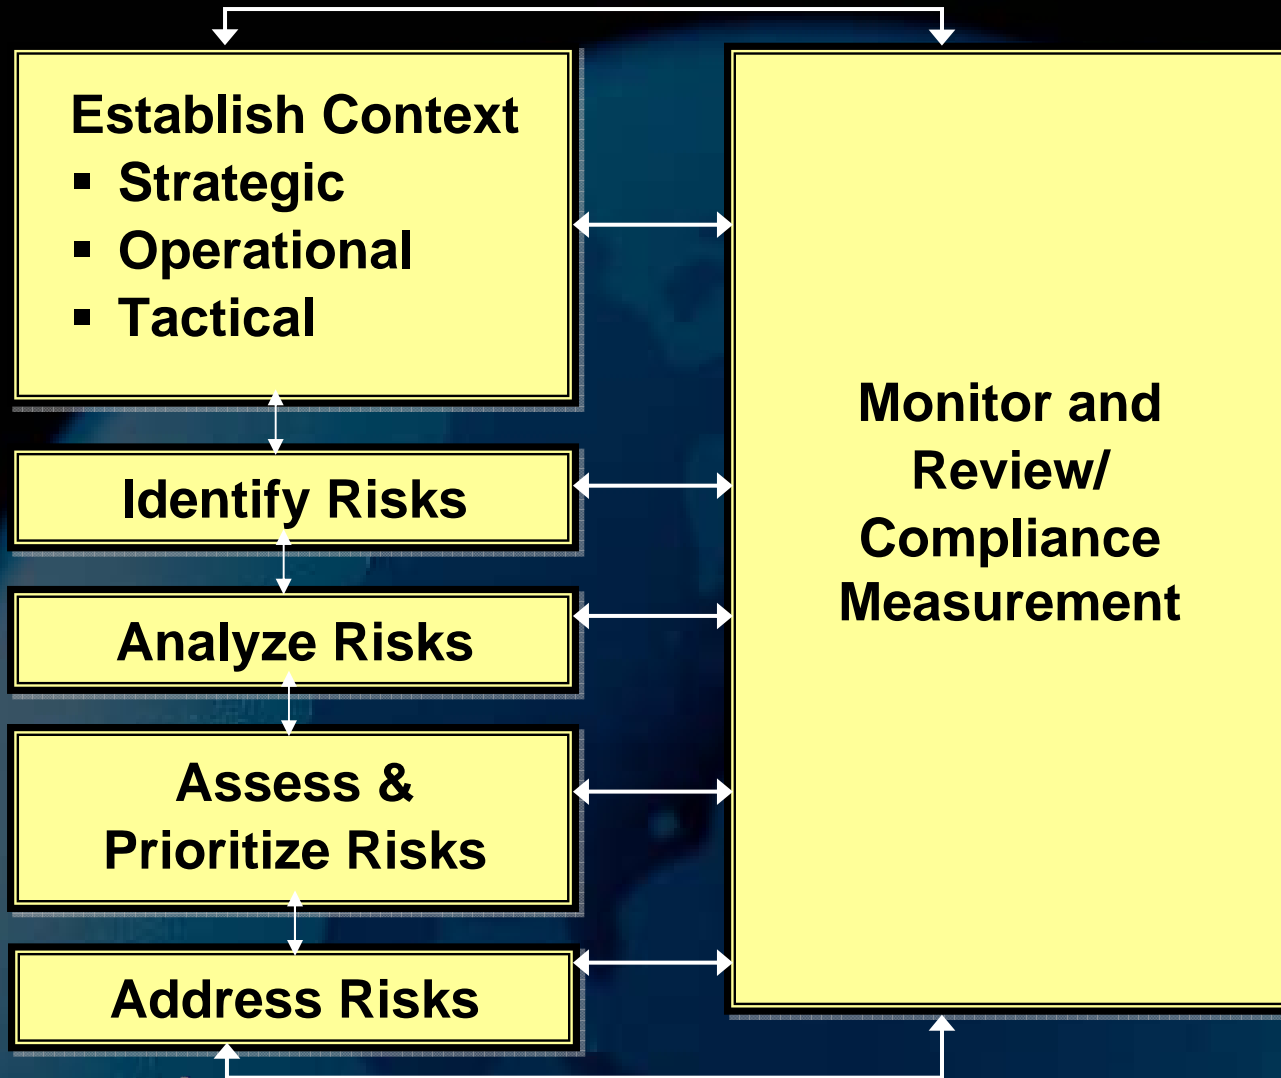 Establish Context
▪ Strategic
▪ Operational
▪ Tactical
Identify Risks
Analyze Risks
Assess &
Prioritize Risks
Address Risks
Monitor and
Review/
Compliance
Measurement